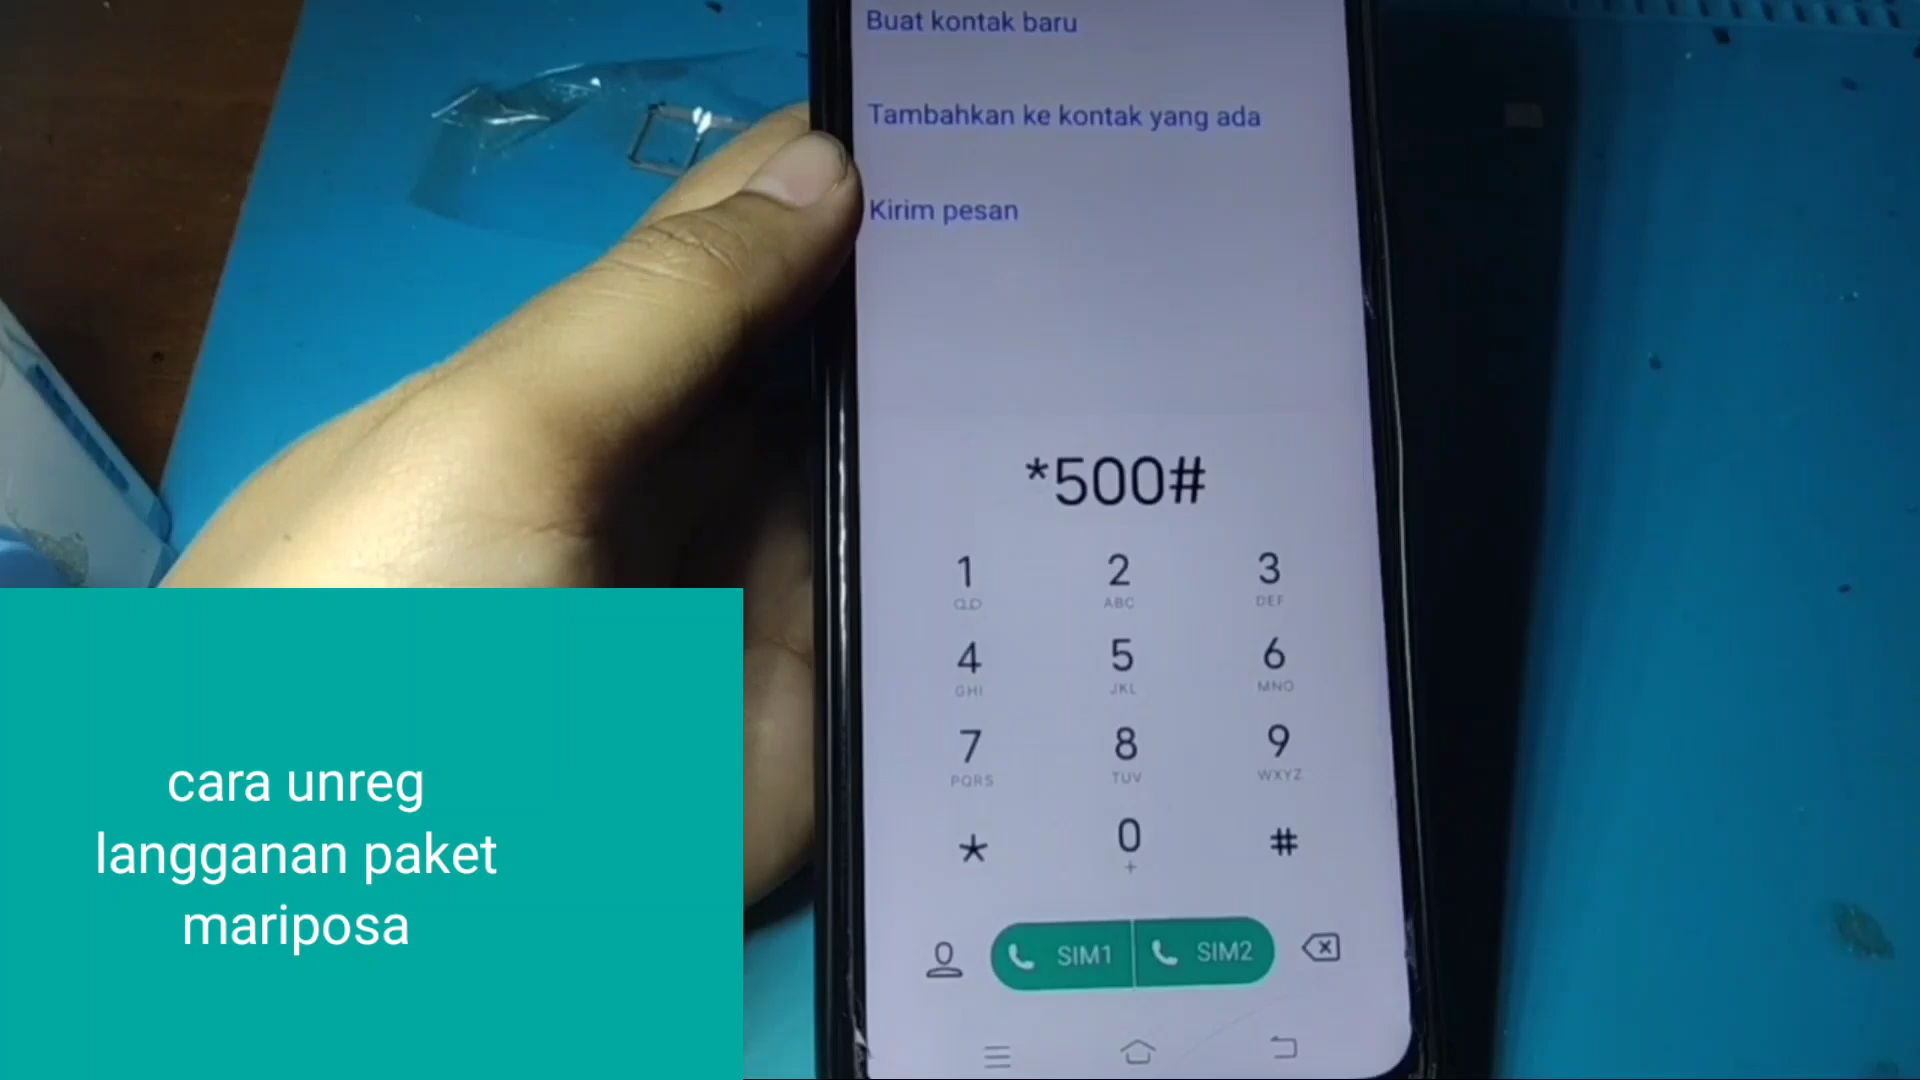 Buat kontak baru
Tambahkan ke kontak yang ada
Kirim pesan
*500#
1 2 3
ABC DEF
4 5 6
GHI JKL MNO
7 8 9
PQRS TUV WXYZ
* 0 #
+
SIM1 SIM2
cara unreg
langganan paket
mariposa